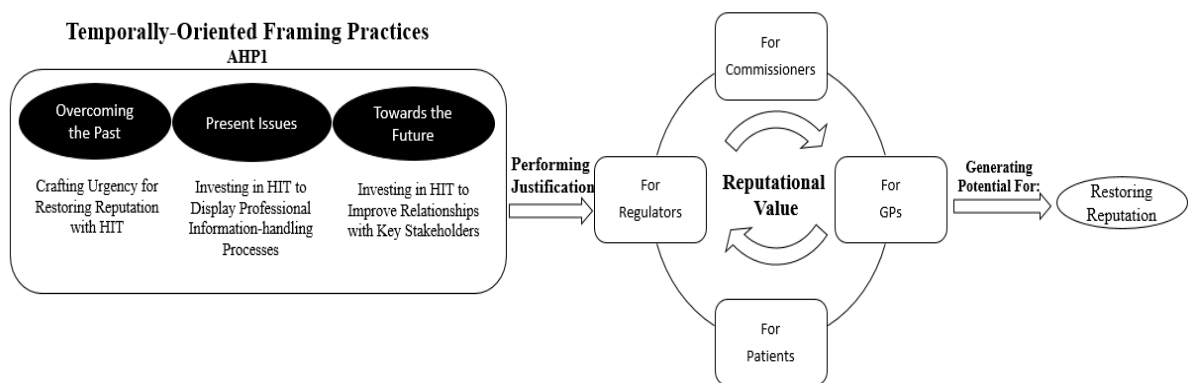 Temporally-Oriented Framing Practices
AHP1
Overcoming
the Past
Present Issues
Towards the
Future
Crafting Urgency for
Restoring Reputation
with HIT
Investing in HIT to
Display Professional
Information-handling
Processes
Investing in HIT to
Improve Relationships
with Key Stakeholders
Performing
Justification
For
Commissioners
For
Regulators
Reputational
Value
For
GPs
For
Patients
Generating
Potential For:
Restoring
Reputation